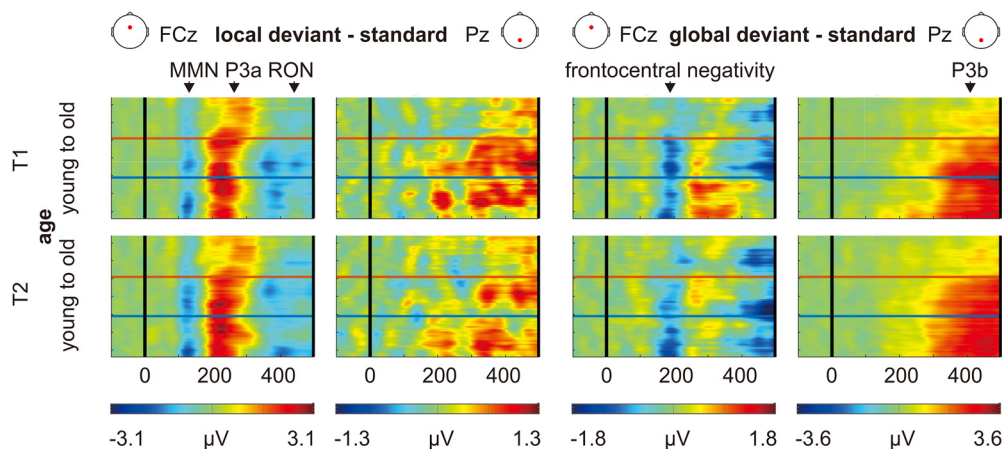 FCz local deviant - standard Pz
FCz global deviant - standard Pz
MMN P3a RON
frontocentral negativity
P3b
age
T1
young to old
T2
young to old
0 200 400
0 200 400
0 200 400
0 200 400
-3.1 µV 3.1
-1.3 µV 1.3
-1.8 µV 1.8
-3.6 µV 3.6